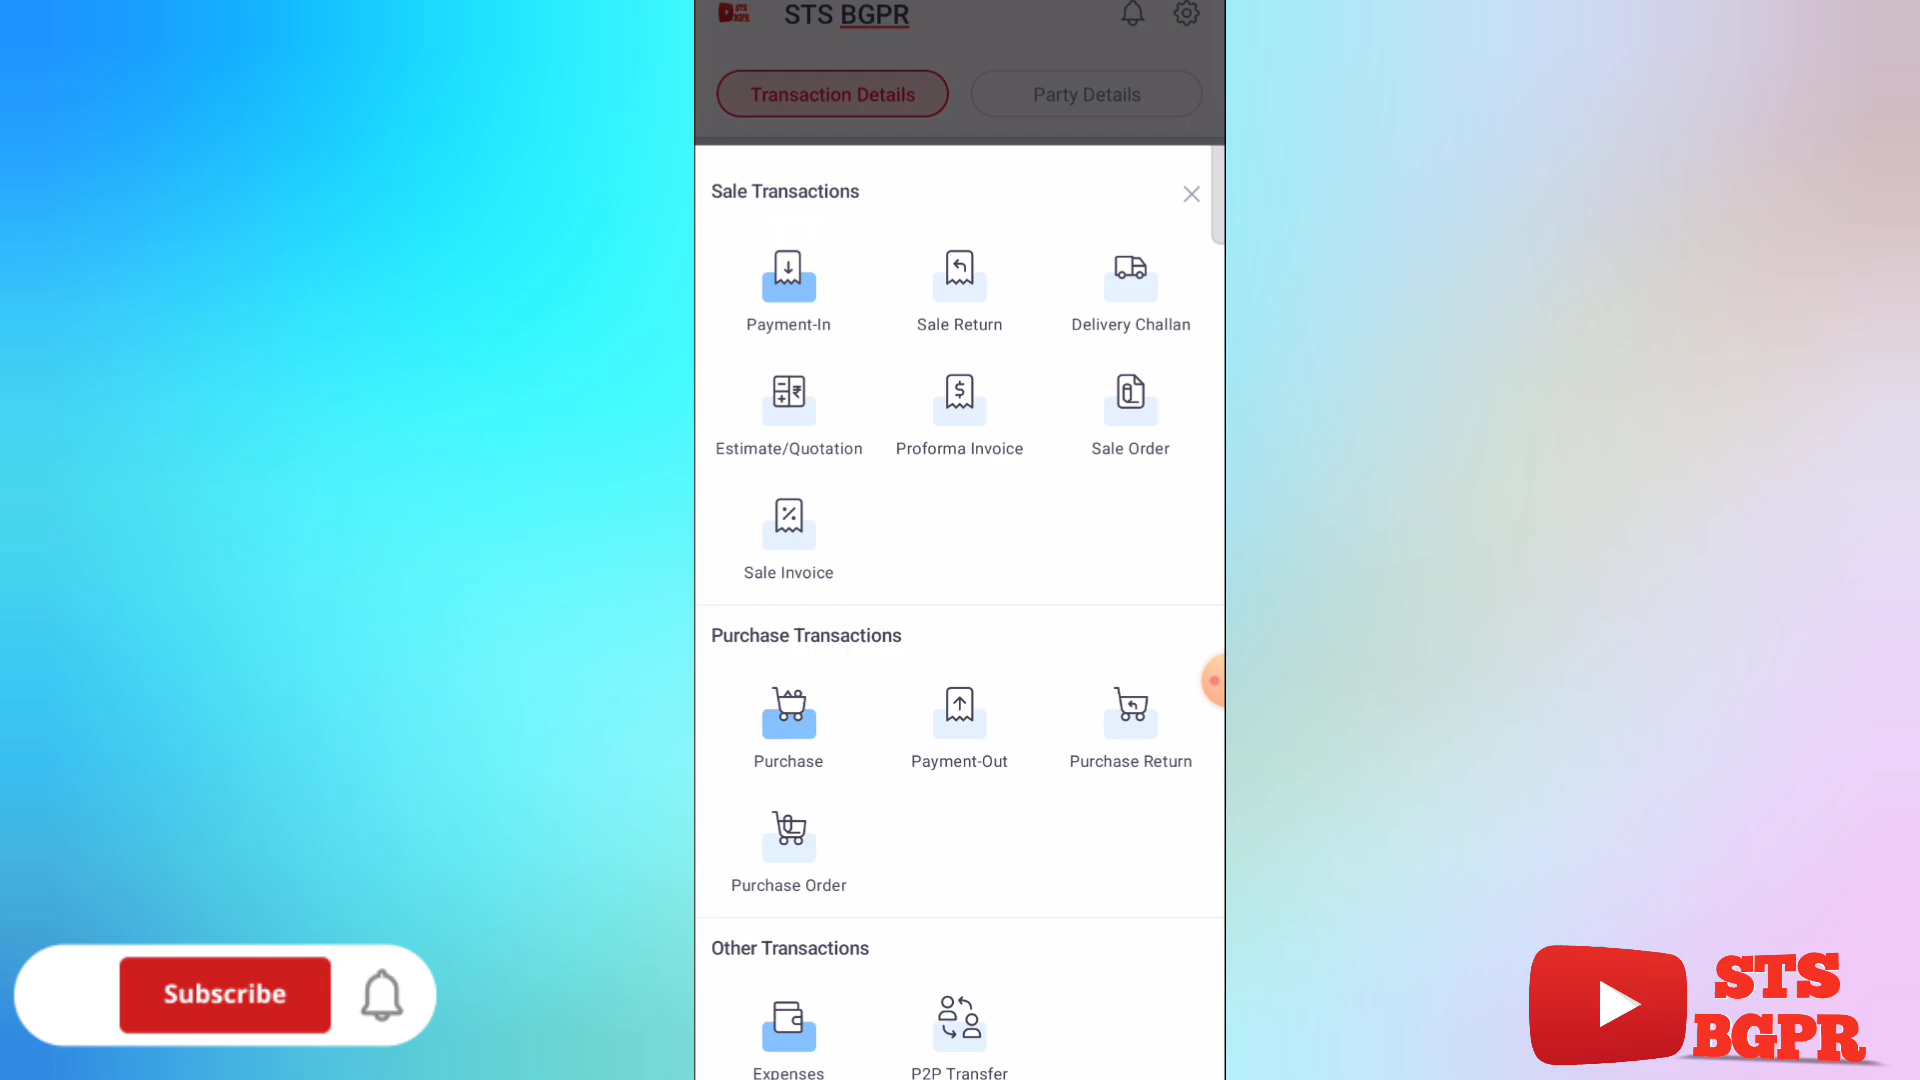 STS BGPR
STS BGPR
Transaction Details
Party Details
Sale Transactions
Payment-In
Sale Return
Delivery Challan
Estimate/Quotation
Proforma Invoice
Sale Order
Sale Invoice
Purchase Transactions
Purchase
Payment-Out
Purchase Return
Purchase Order
Other Transactions
Expenses
P2P Transfer
Subscribe
STS
BGPR